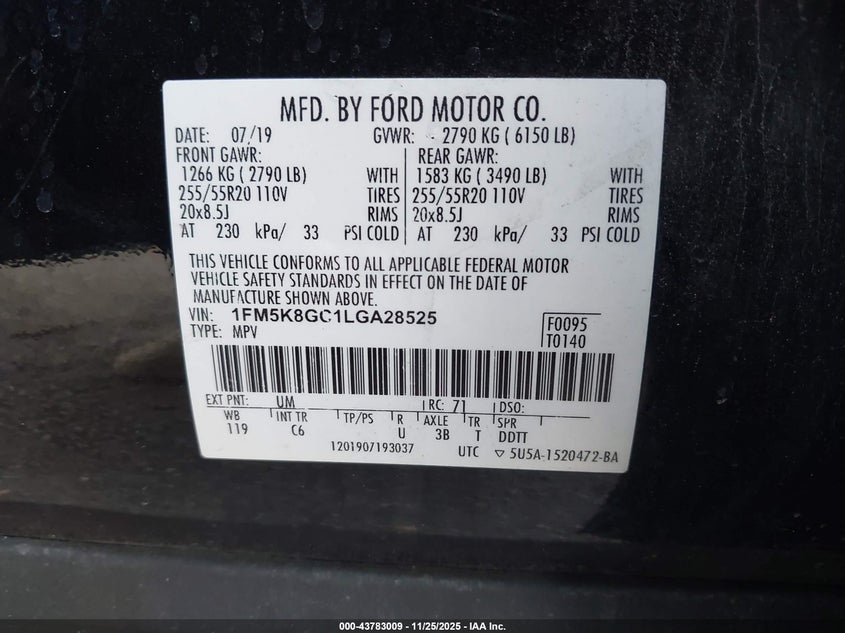 MFD. BY FORD MOTOR CO.
DATE: 07/19 GVWR: 2790 KG ( 6150 LB)
FRONT GAWR: REAR GAWR:
1266 KG ( 2790 LB) WITH 1583 KG ( 3490 LB) WITH
255/55R20 110V TIRES 255/55R20 110V TIRES
20x8.5J RIMS 20x8.5J RIMS
AT 230 kPa/ 33 PSI COLD AT 230 kPa/ 33 PSI COLD
THIS VEHICLE CONFORMS TO ALL APPLICABLE FEDERAL MOTOR
VEHICLE SAFETY STANDARDS IN EFFECT ON THE DATE OF
MANUFACTURE SHOWN ABOVE.
VIN: 1FM5K8GC1LGA28525 F0095
TYPE: MPV T0140
EXT PNT: UM RC: 71 DSO:
WB INT TR TP/PS R AXLE TR SPR
119 C6 U 3B T DDTT
1201907193037 UTC ▽ 5U5A-1520472-BA
000-43783009 - 11/25/2025 - IAA Inc.